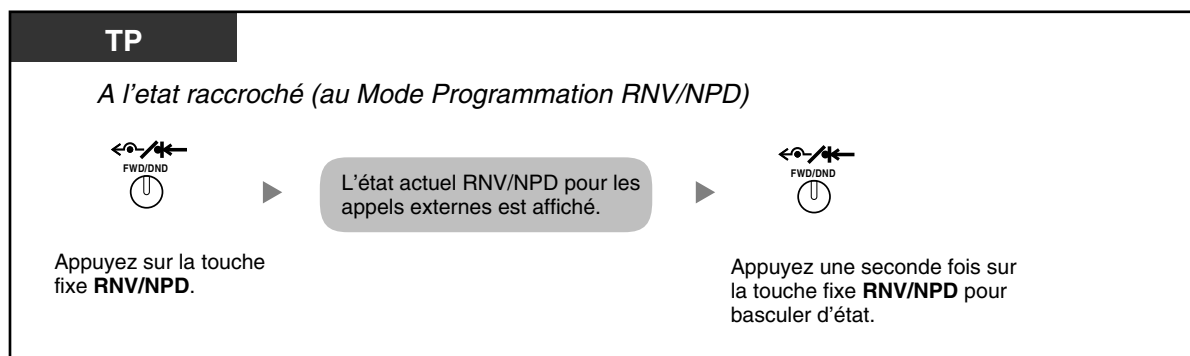 TP
A l'etat raccroché (au Mode Programmation RNV/NPD)
FWD/DND
L'état actuel RNV/NPD pour les
appels externes est affiché.
FWD/DND
Appuyez sur la touche
fixe RNV/NPD.
Appuyez une seconde fois sur
la touche fixe RNV/NPD pour
basculer d'état.